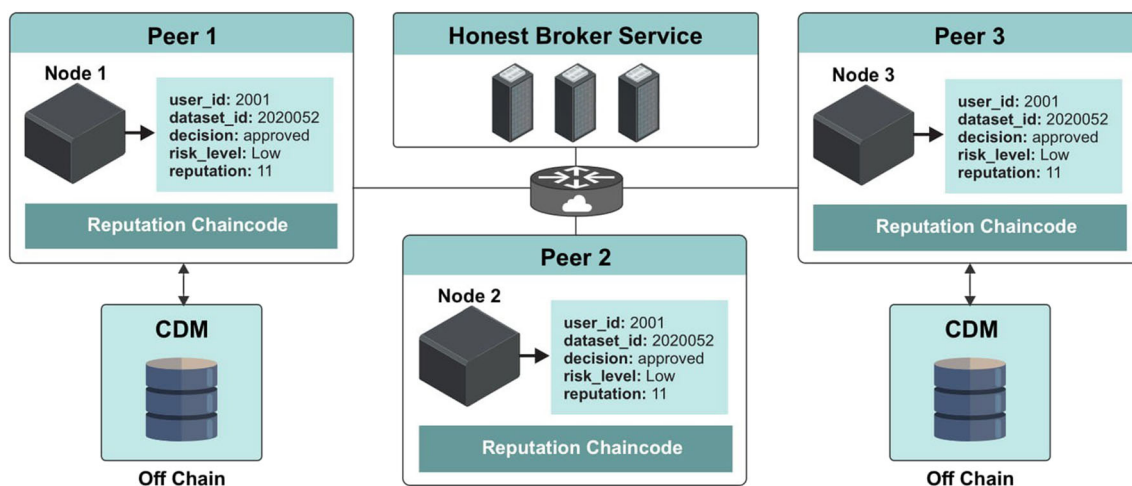 Peer 1
Node 1
user_id: 2001
dataset_id: 2020052
decision: approved
risk_level: Low
reputation: 11
Reputation Chaincode
CDM
Off Chain
Honest Broker Service
Peer 2
Node 2
user_id: 2001
dataset_id: 2020052
decision: approved
risk_level: Low
reputation: 11
Reputation Chaincode
Peer 3
Node 3
user_id: 2001
dataset_id: 2020052
decision: approved
risk_level: Low
reputation: 11
Reputation Chaincode
CDM
Off Chain